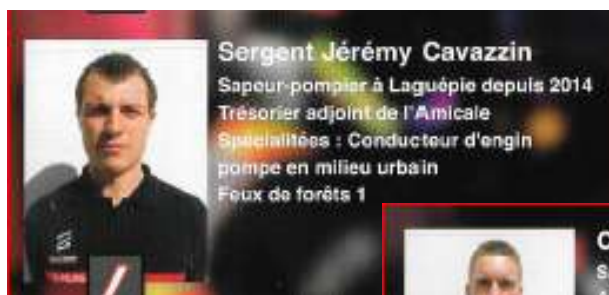 Sergent Jérémy Cavazzin
Sapeur-pompier à Laguépie depuis 2014
Trésorier adjoint de l'Amicale
Spécialitées : Conducteur d'engin
pompe en milieu urbain
Feux de forêts 1